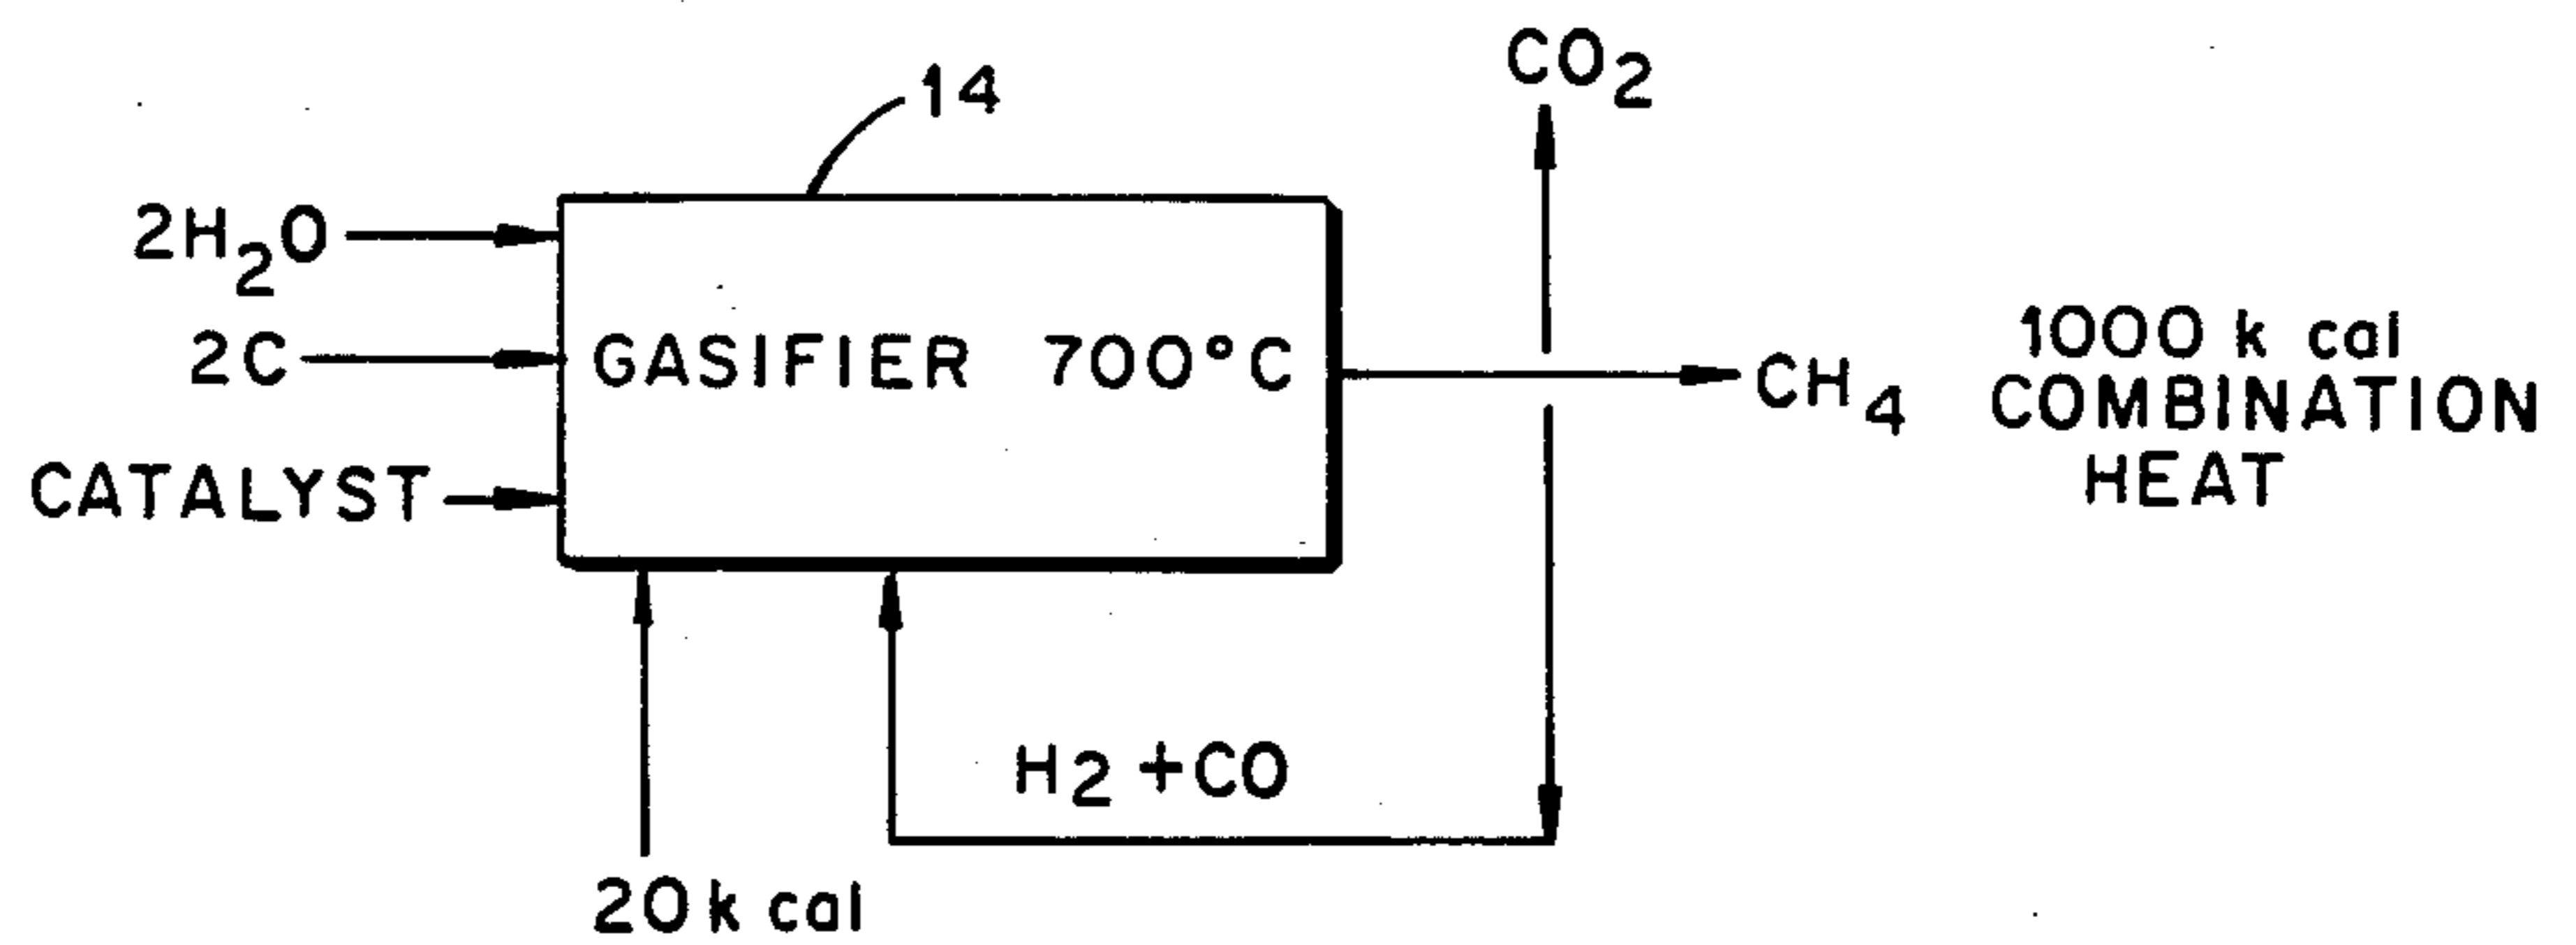 CO₂
14
2H₂O
2C
CATALYST
GASIFIER 700°C
CH₄
1000 k cal
COMBINATION
HEAT
H₂ +CO
20 k cal